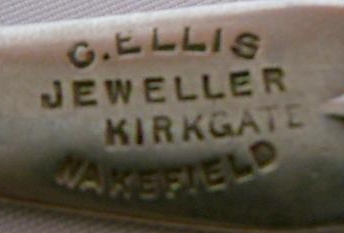 C. ELLIS
JEWELLER
KIRKGATE
WAKEFIELD